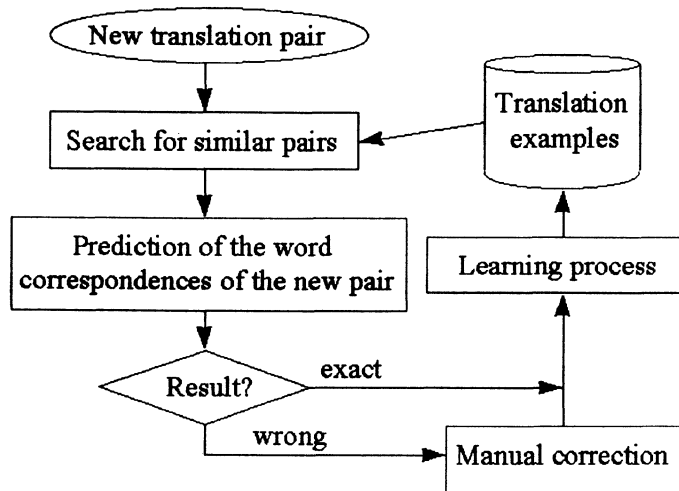 New translation pair
Search for similar pairs
Translation
examples
Prediction of the word
correspondences of the new pair
Learning process
Result?
exact
wrong
Manual correction